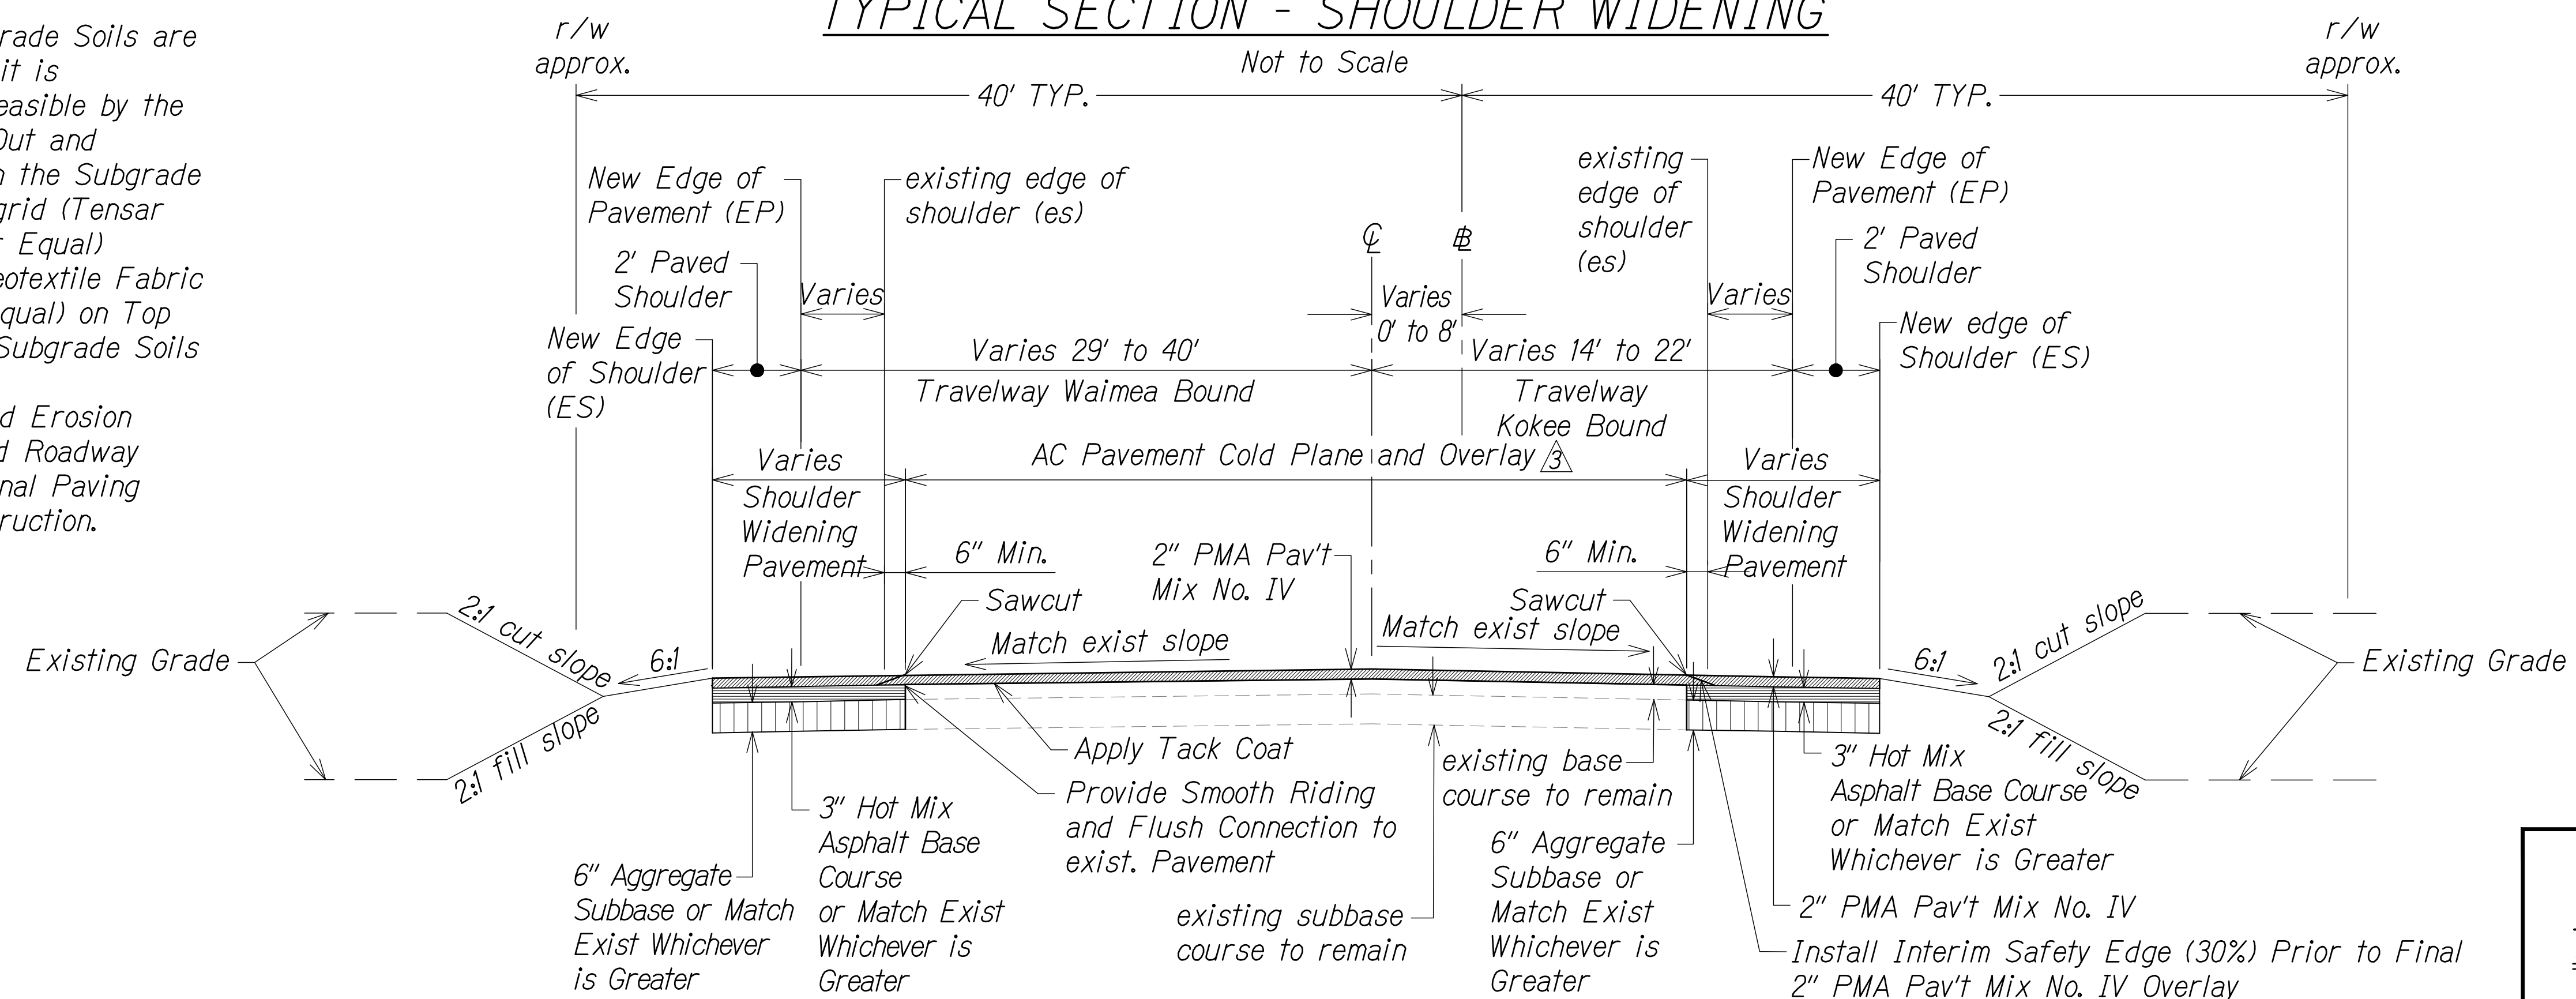 TYPICAL SECTION - SHOULDER WIDENING
Not to Scale
rade Soils are
it is
easible by the
Out and
n the Subgrade
grid (Tensar
r Equal)
eotextile Fabric
qual) on Top
Subgrade Soils
d Erosion
d Roadway
nal Paving
ruction.
r/w
approx.
r/w
approx.
40' TYP.
40' TYP.
New Edge of
Pavement (EP)
existing edge of
shoulder (es)
existing
edge of
shoulder
(es)
New Edge of
Pavement (EP)
2' Paved
Shoulder
2' Paved
Shoulder
Varies
Varies
0' to 8'
Varies
New Edge
of Shoulder
(ES)
New edge of
Shoulder (ES)
Varies 29' to 40'
Travelway Waimea Bound
Varies 14' to 22'
Travelway
Kokee Bound
AC Pavement Cold Plane and Overlay 3
Varies
Shoulder
Widening
Pavement
Varies
Shoulder
Widening
Pavement
6" Min.
6" Min.
2" PMA Pav't
Mix No. IV
Sawcut
Sawcut
Match exist slope
Match exist slope
Existing Grade
2:1 cut slope
2:1 fill slope
6:1
6:1
2:1 cut slope
2:1 fill slope
Existing Grade
Apply Tack Coat
Provide Smooth Riding
and Flush Connection to
exist. Pavement
3" Hot Mix
Asphalt Base
Course
or Match Exist
Whichever is
Greater
6" Aggregate
Subbase or Match
Exist Whichever
is Greater
existing base
course to remain
existing subbase
course to remain
6" Aggregate
Subbase or
Match Exist
Whichever is
Greater
3" Hot Mix
Asphalt Base Course
or Match Exist
Whichever is Greater
2" PMA Pav't Mix No. IV
Install Interim Safety Edge (30%) Prior to Final
2" PMA Pav't Mix No. IV Overlay